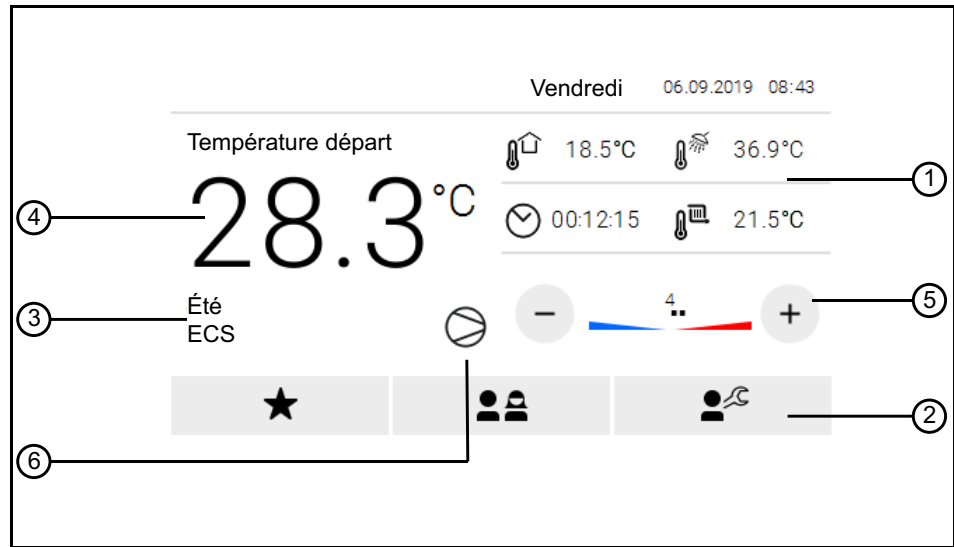 Vendredi 06.09.2019 08:43
Température départ
28.3°C
18.5°C 36.9°C
00:12:15 21.5°C
Été
ECS
− 4 +
1
2
3
4
5
6